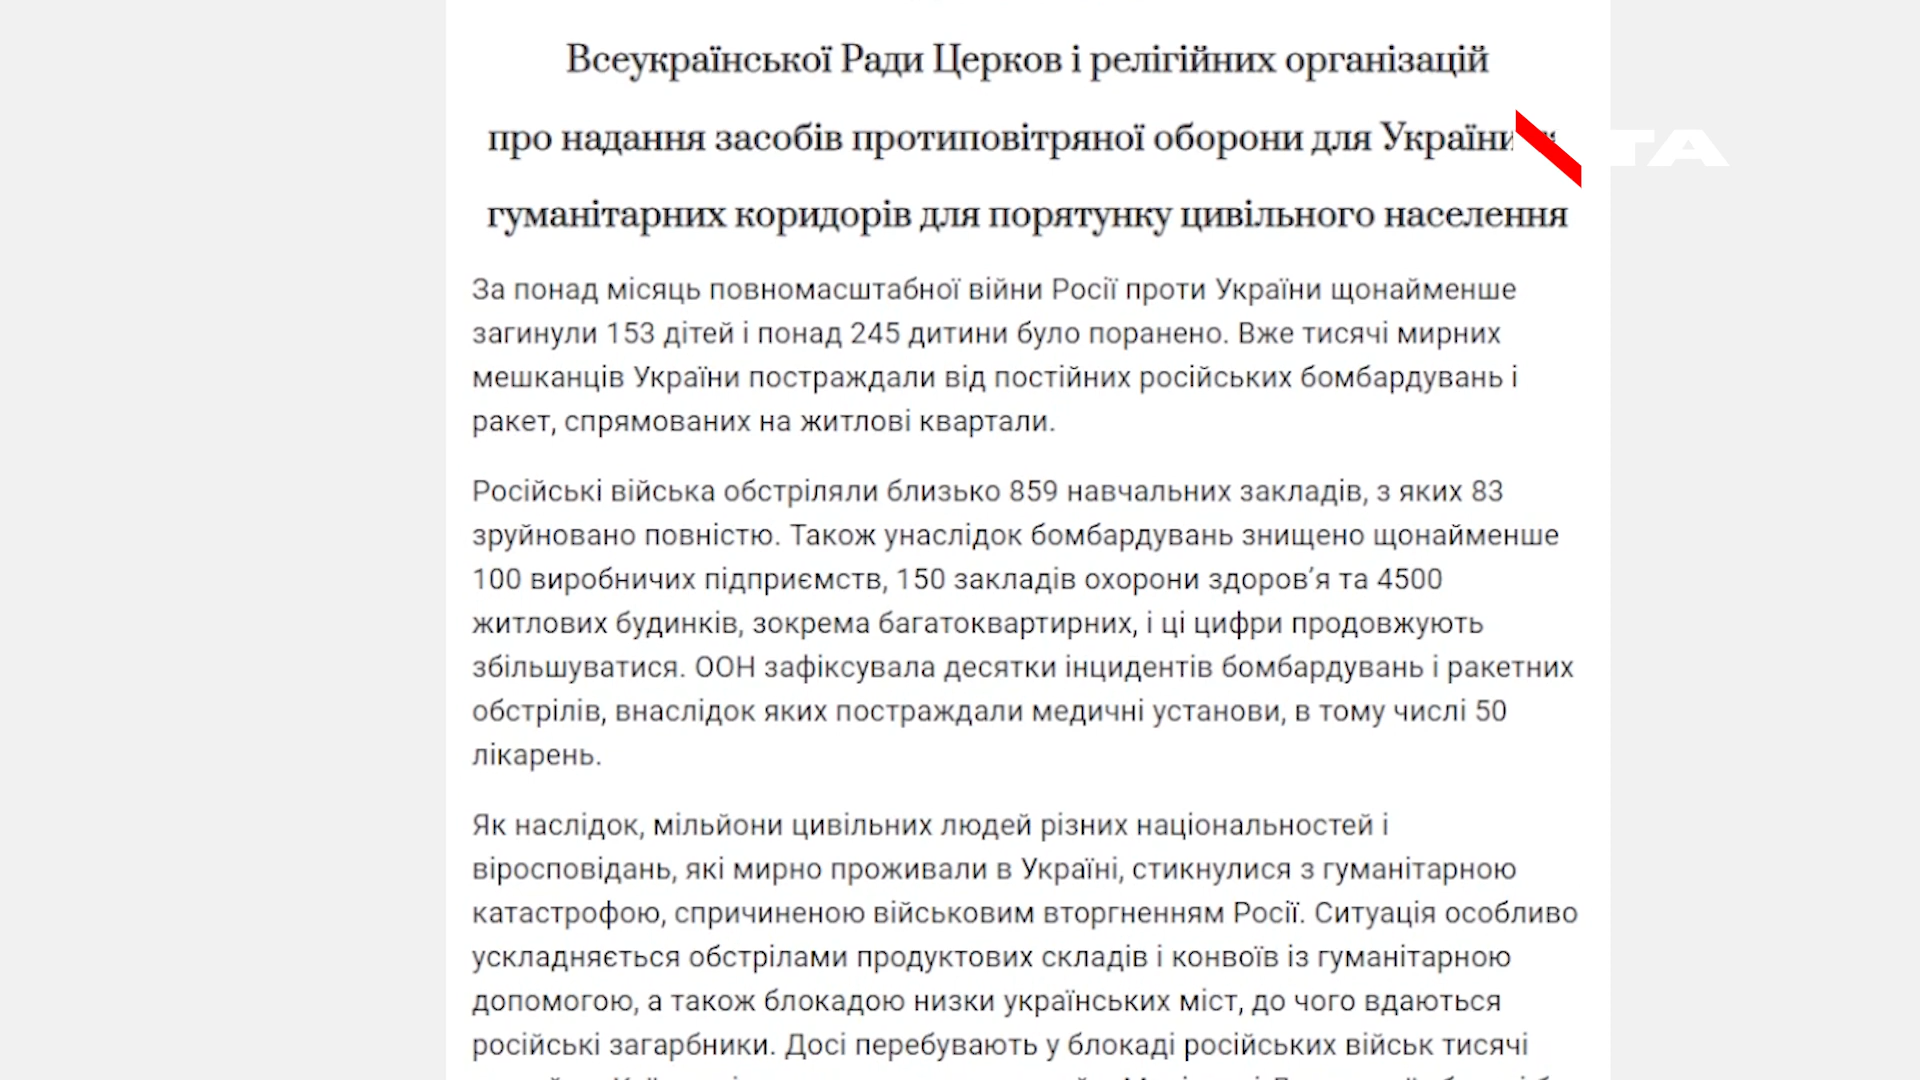 Всеукраїнської Ради Церков і релігійних організацій
про надання засобів протиповітряної оборони для України
ТА
гуманітарних коридорів для порятунку цивільного населення
За понад місяць повномасштабної війни Росії проти України щонайменше
загинули 153 дітей і понад 245 дитини було поранено. Вже тисячі мирних
мешканців України постраждали від постійних російських бомбардувань і
ракет, спрямованих на житлові квартали.
Російські війська обстріляли близько 859 навчальних закладів, з яких 83
зруйновано повністю. Також унаслідок бомбардувань знищено щонайменше
100 виробничих підприємств, 150 закладів охорони здоров’я та 4500
житлових будинків, зокрема багатоквартирних, і ці цифри продовжують
збільшуватися. ООН зафіксувала десятки інцидентів бомбардувань і ракетних
обстрілів, внаслідок яких постраждали медичні установи, в тому числі 50
лікарень.
Як наслідок, мільйони цивільних людей різних національностей і
віросповідань, які мирно проживали в Україні, стикнулися з гуманітарною
катастрофою, спричиненою військовим вторгненням Росії. Ситуація особливо
ускладняється обстрілами продуктових складів і конвоїв із гуманітарною
допомогою, а також блокадою низки українських міст, до чого вдаються
російські загарбники. Досі перебувають у блокаді російських військ тисячі